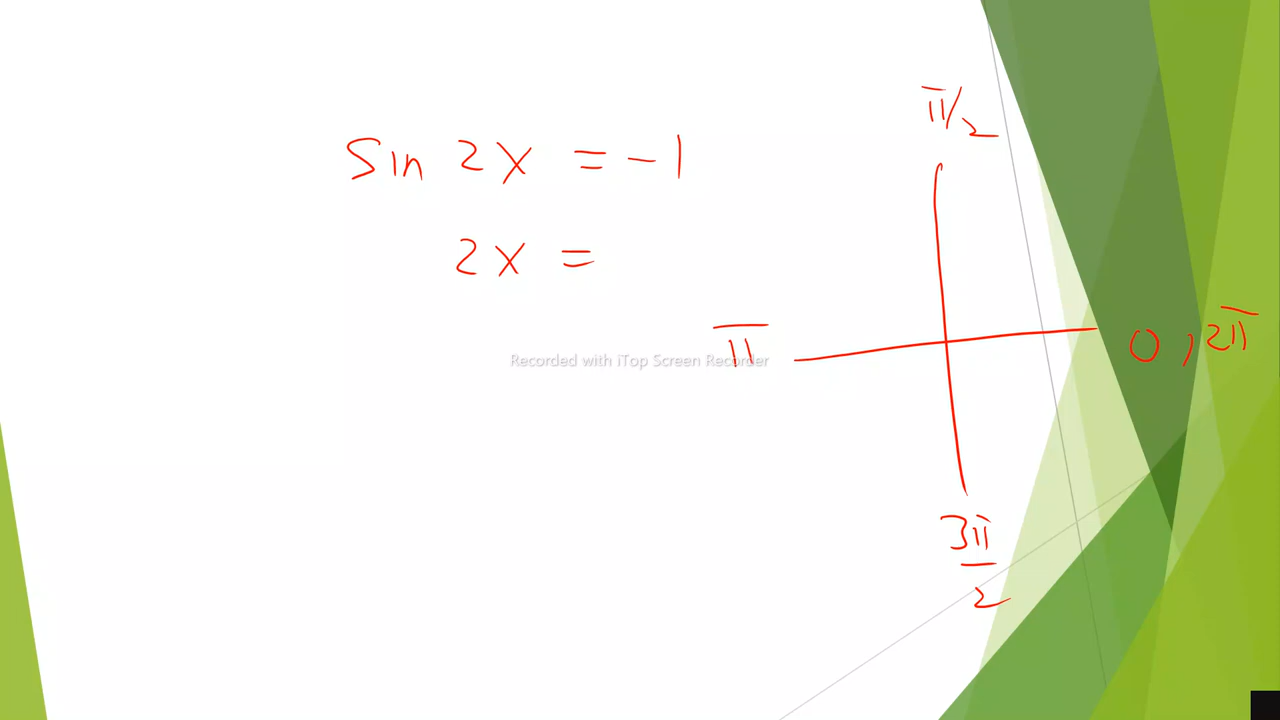 π/2
sin 2x = -1
2x =
π
0, 2π
Recorded with iTop Screen Recorder
3π
2